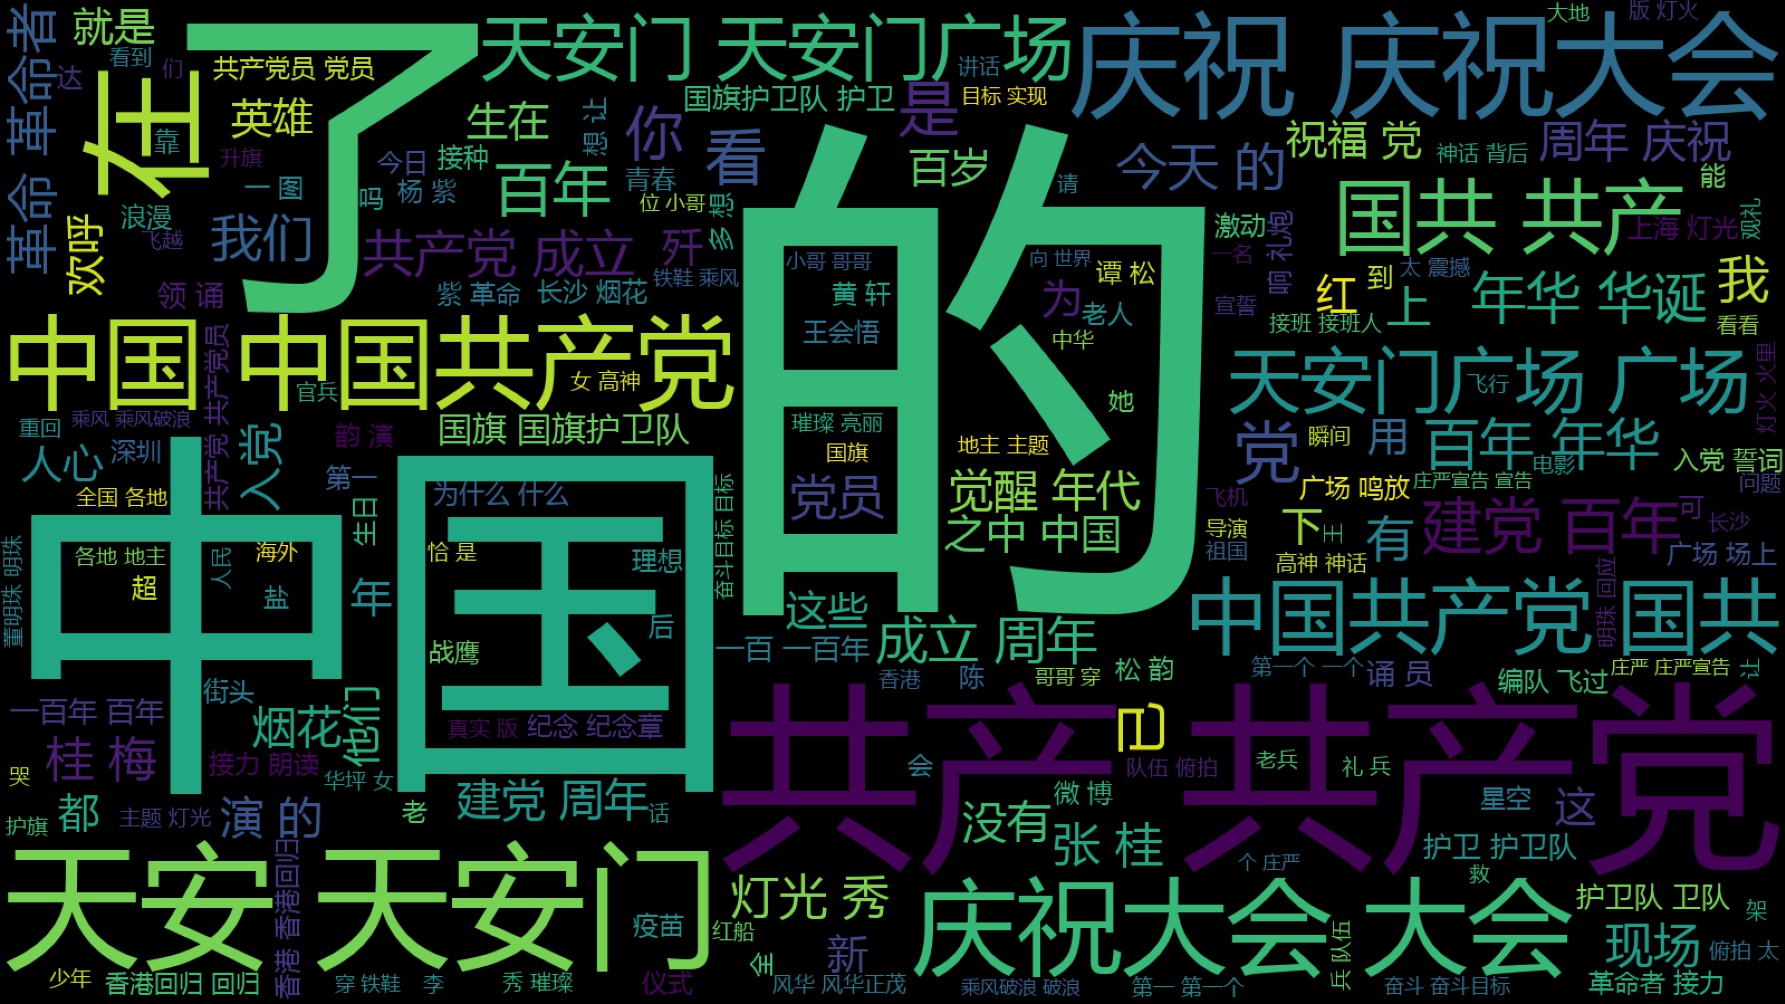 就是
看到
们
达
革命 革命者
在
了
共产党员 党员
英雄
靠
升旗
一 图
浪漫
飞越
欢呼
我们
领 诵
吗
今日
杨 紫
接种
生在
百年
想 让
青春
位 小哥
你
看
多 想
天安门 天安门广场
讲话
国旗护卫队 护卫
是
目标 实现
庆祝 庆祝大会
大地
版 灯火
祝福 党
神话 背后
周年 庆祝
能
百岁
请
今天 的
国共 共产
上海 灯光
观礼
激动
一名
响 礼炮
共产党 成立
歼
铁鞋 乘风
紫 革命
长沙 烟花
的
小哥 哥哥
黄 轩
王会悟
向 世界
谭 松
为
老人
中华
她
宣誓
红
到
太 震撼
上
接班 接班人
年华 华诞
我
看看
中国 中国共产党
共产党 共产党员
官兵
女 高神
重回
乘风 乘风破浪
韵 演
国旗 国旗护卫队
璀璨 亮丽
国旗
地主 主题
党员
觉醒 年代
之中 中国
天安门广场 广场
飞行
灯火 火里
党
瞬间
用
百年 年华
电影
入党 誓词
问题
飞机
广场 鸣放
庄严宣告 宣告
导演
祖国
下
王
高神 神话
有
建党 百年
可
长沙
广场 场上
人心
深圳
入党
全国 各地
第一
为什么 什么
中国
各地 地主
超
人民
海外
盐
生日
年
恰 是
理想
后
战鹰
奋斗目标 目标
董明珠 明珠
这些
一百 一百年
成立 周年
香港
陈
哥哥 穿
松 韵
中国共产党 国共
明珠 回应
第一个 一个
诵 员
庄严 庄严宣告
让
编队 飞过
一百年 百年
街头
烟花
他们
真实 版
纪念 纪念章
桂 梅
接力 朗读
华坪 女
哭
都
护旗
主题 灯光
演 的
老
建党 周年
话
共产 共产党
已
会
队伍 俯拍
老兵
礼 兵
微 博
没有
张 桂
星空
这
个 庄严
护卫 护卫队
救
天安 天安门
香港 香港回归
疫苗
灯光 秀
红船
新
全
庆祝大会 大会
兵 队伍
护卫队 卫队
架
现场
俯拍 太
少年
香港回归 回归
穿 铁鞋
李
秀 璀璨
仪式
风华 风华正茂
乘风破浪 破浪
第一 第一个
奋斗 奋斗目标
革命者 接力